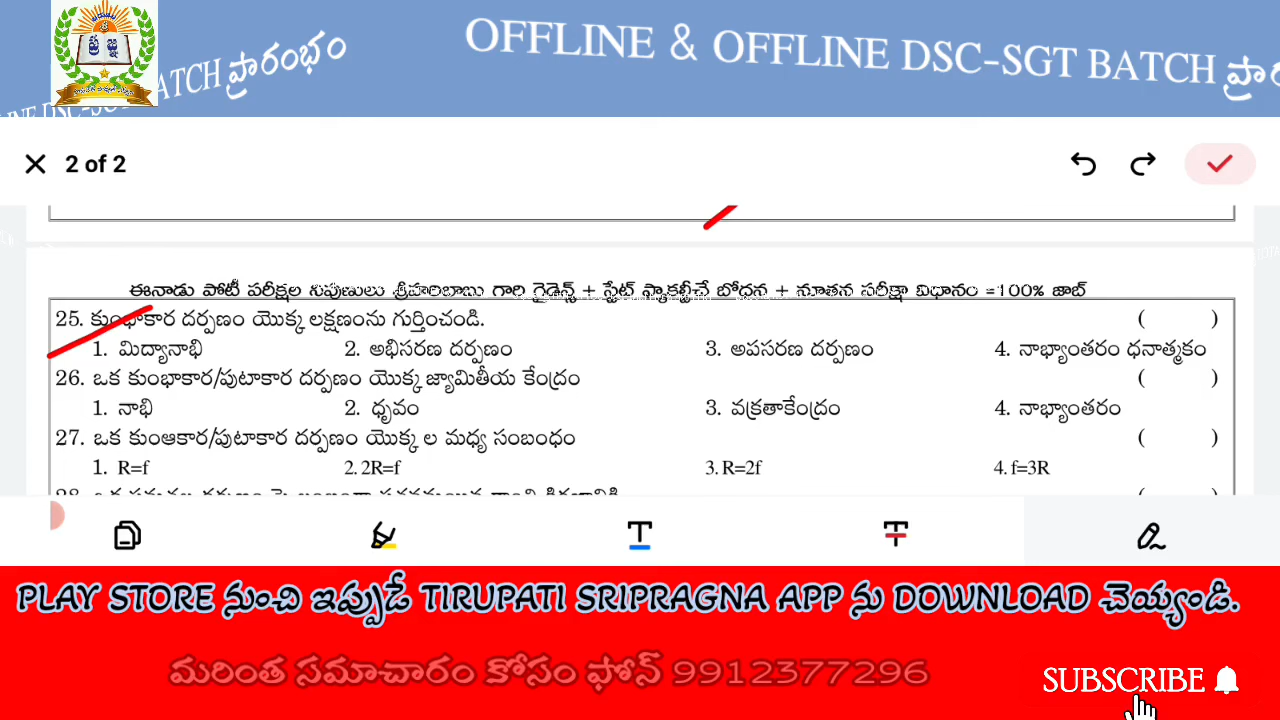 OFFLINE & OFFLINE DSC-SGT BATCH
BATCH ప్రారంభం
ప్రజ్ఞ
2 of 2
ఈనాడు పోటీ పరీక్షల నిపుణులు శ్రీహరిబాబు గారి గైడెన్స్ + స్టేట్ ఫ్యాకల్టీచే బోధన + నూతన పరీక్షా విధానం =100% జాబ్
25. కుంభాకార దర్పణం యొక్క లక్షణంను గుర్తించండి. ( )
1. మిద్యానాభి 2. అభిసరణ దర్పణం 3. అపసరణ దర్పణం 4. నాభ్యాంతరం ధనాత్మకం
26. ఒక కుంభాకార/పుటాకార దర్పణం యొక్క జ్యామితీయ కేంద్రం ( )
1. నాభి 2. ధృవం 3. వక్రతాకేంద్రం 4. నాభ్యాంతరం
27. ఒక కుంఆకార/పుటాకార దర్పణం యొక్క ల మధ్య సంబంధం ( )
1. R=f 2. 2R=f 3. R=2f 4. f=3R
PLAY STORE నుంచి ఇప్పుడే TIRUPATI SRIPRAGNA APP ను DOWNLOAD చెయ్యండి.
మరింత సమాచారం కోసం ఫోన్ 9912377296
SUBSCRIBE